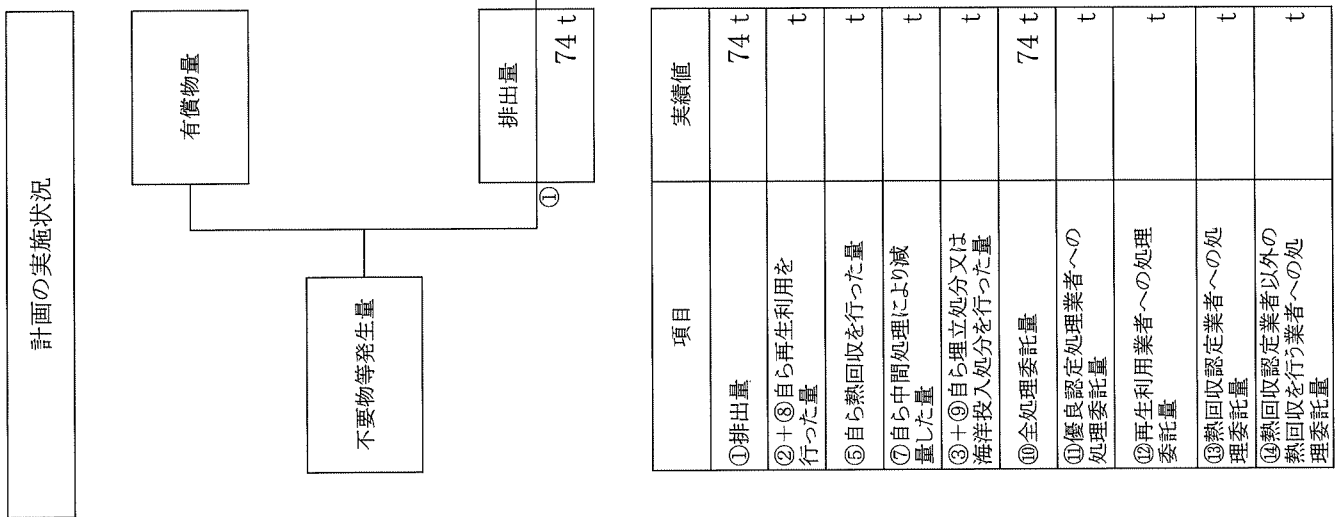 計画の実施状況
不要物等発生量
有償物量
①
排出量
74 t
項目
実績値
①排出量
74 t
②+⑧自ら再生利用を
行った量
t
⑤自ら熱回収を行った量
t
⑦自ら中間処理により減
量した量
t
③+⑨自ら埋立処分又は
海洋投入処分を行った量
t
⑩全処理委託量
74 t
⑪優良認定処理業者への
処理委託量
t
⑫再生利用業者への処理
委託量
t
⑬熱回収認定業者への処
理委託量
t
⑭熱回収認定業者以外の
熱回収を行う業者への処
理委託量
t